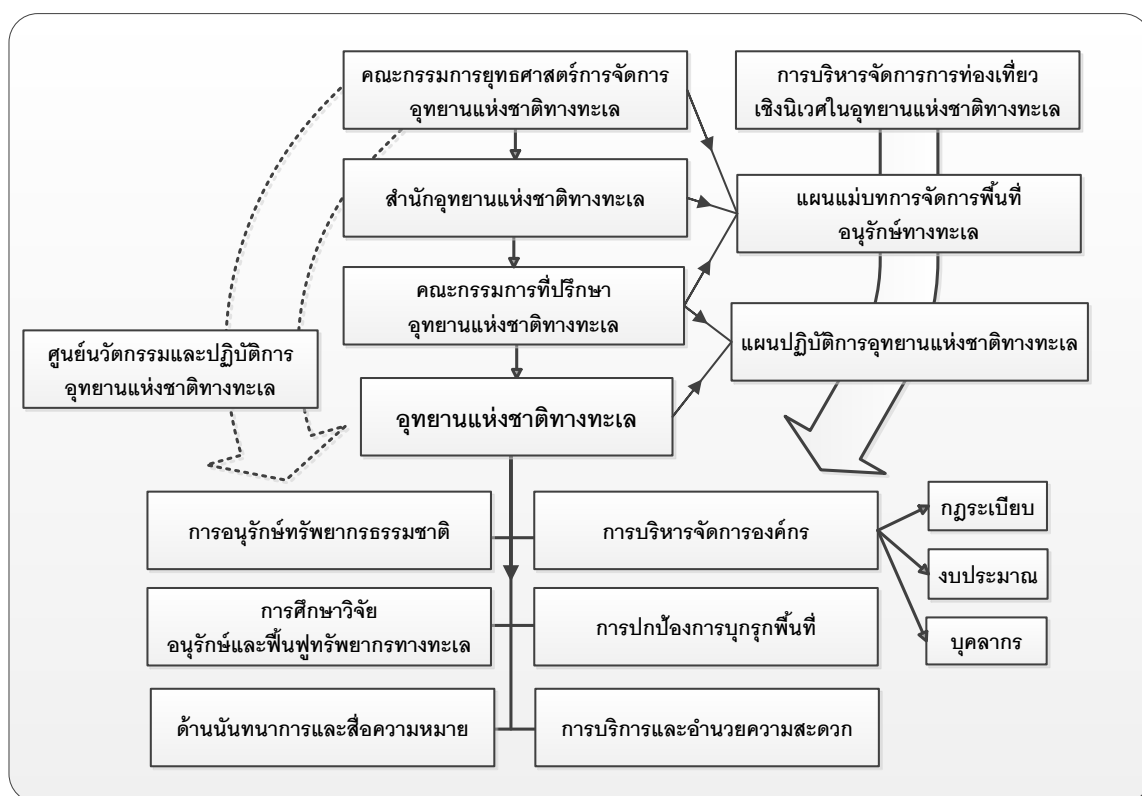 คณะกรรมการยุทธศาสตร์การจัดการ
อุทยานแห่งชาติทางทะเล
การบริหารจัดการการท่องเที่ยว
เชิงนิเวศในอุทยานแห่งชาติทางทะเล
สำนักอุทยานแห่งชาติทางทะเล
แผนแม่บทการจัดการพื้นที่
อนุรักษ์ทางทะเล
คณะกรรมการที่ปรึกษา
อุทยานแห่งชาติทางทะเล
แผนปฏิบัติการอุทยานแห่งชาติทางทะเล
ศูนย์นวัตกรรมและปฏิบัติการ
อุทยานแห่งชาติทางทะเล
อุทยานแห่งชาติทางทะเล
การอนุรักษ์ทรัพยากรธรรมชาติ
การบริหารจัดการองค์กร
กฎระเบียบ
งบประมาณ
บุคลากร
การศึกษาวิจัย
อนุรักษ์และฟื้นฟูทรัพยากรทางทะเล
การปกป้องการบุกรุกพื้นที่
ด้านนันทนาการและสื่อความหมาย
การบริการและอำนวยความสะดวก